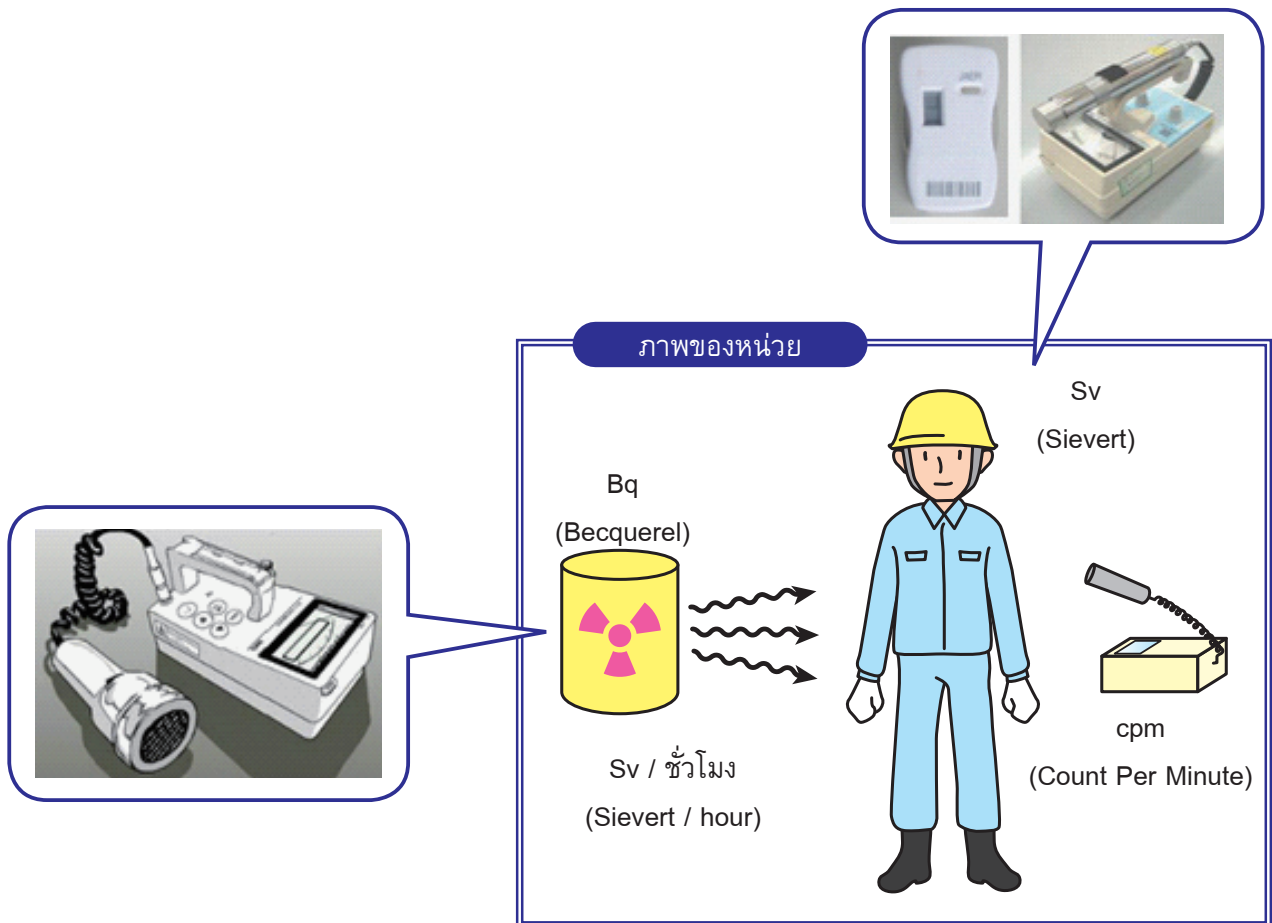 ภาพของหน่วย
Sv
(Sievert)
Bq
(Becquerel)
Sv / ชั่วโมง
(Sievert / hour)
cpm
(Count Per Minute)